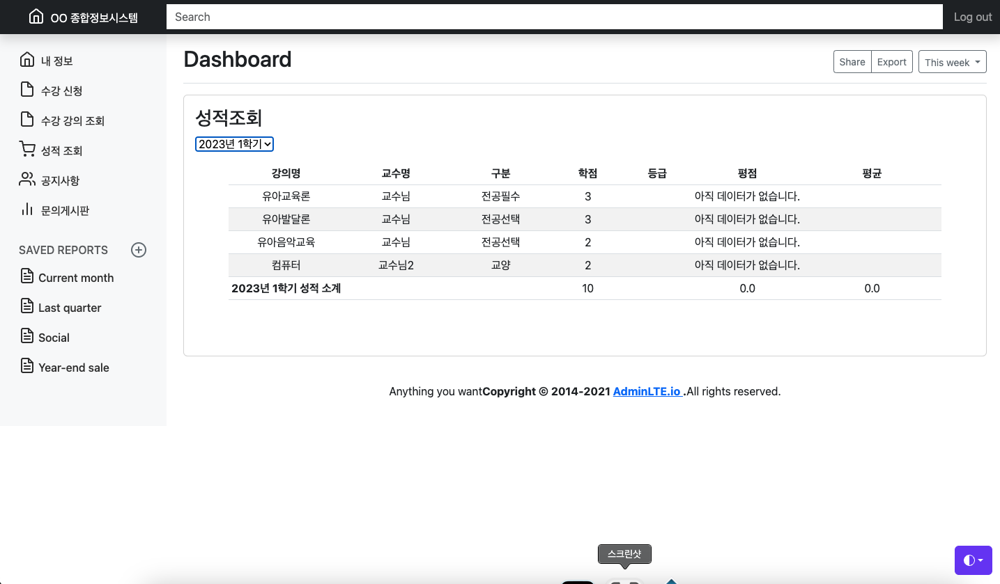 OO 종합정보시스템
Search
Log out
내 정보
수강 신청
수강 강의 조회
성적 조회
공지사항
문의게시판
SAVED REPORTS
Current month
Last quarter
Social
Year-end sale
Dashboard
Share Export This week
성적조회
2023년 1학기
강의명 교수명 구분 학점 등급 평점 평균
유아교육론 교수님 전공필수 3 아직 데이터가 없습니다.
유아발달론 교수님 전공선택 3 아직 데이터가 없습니다.
유아음악교육 교수님 전공선택 2 아직 데이터가 없습니다.
컴퓨터 교수님2 교양 2 아직 데이터가 없습니다.
2023년 1학기 성적 소계 10 0.0 0.0
Anything you wantCopyright © 2014-2021 AdminLTE.io .All rights reserved.
스크린샷